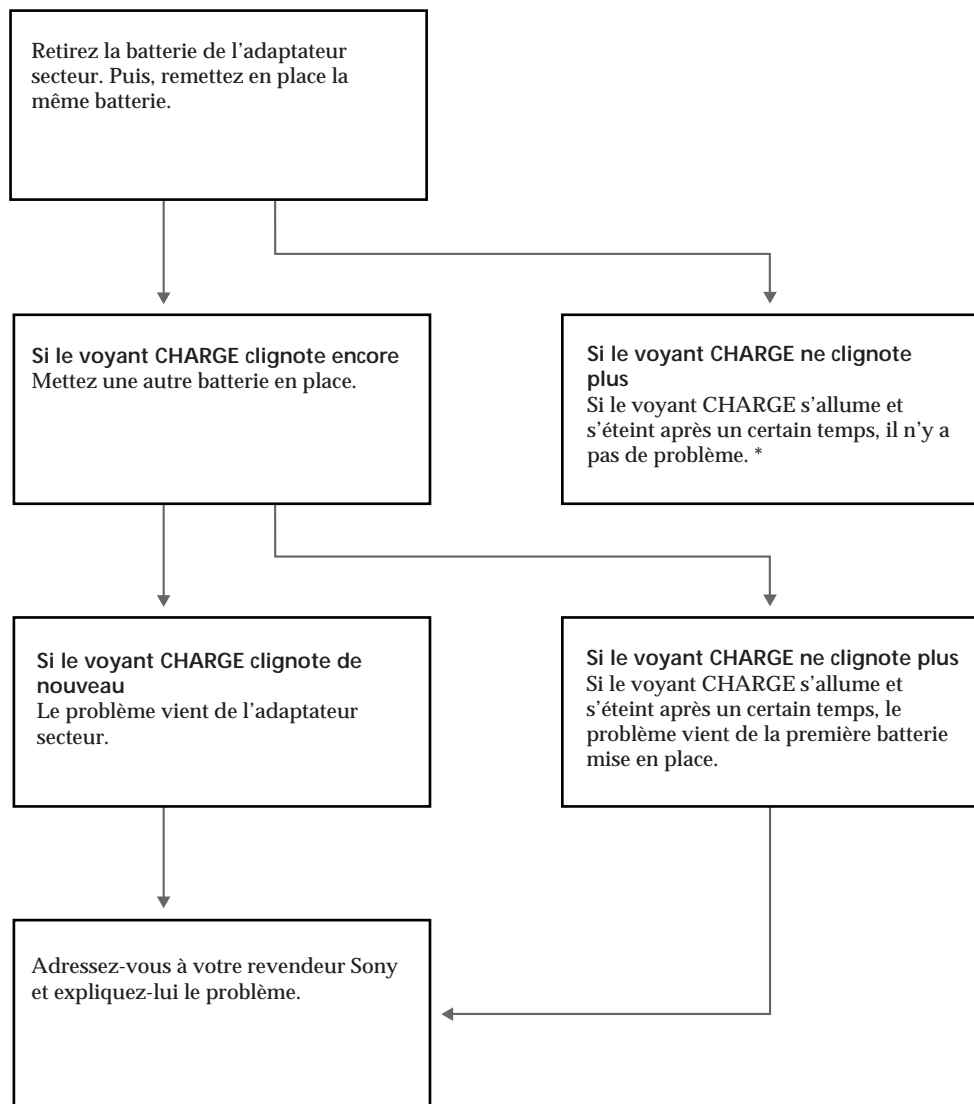 Retirez la batterie de l’adaptateur
secteur. Puis, remettez en place la
même batterie.
Si le voyant CHARGE clignote encore
Mettez une autre batterie en place.
Si le voyant CHARGE ne clignote
plus
Si le voyant CHARGE s’allume et
s’éteint après un certain temps, il n’y a
pas de problème. *
Si le voyant CHARGE clignote de
nouveau
Le problème vient de l’adaptateur
secteur.
Si le voyant CHARGE ne clignote plus
Si le voyant CHARGE s’allume et
s’éteint après un certain temps, le
problème vient de la première batterie
mise en place.
Adressez-vous à votre revendeur Sony
et expliquez-lui le problème.